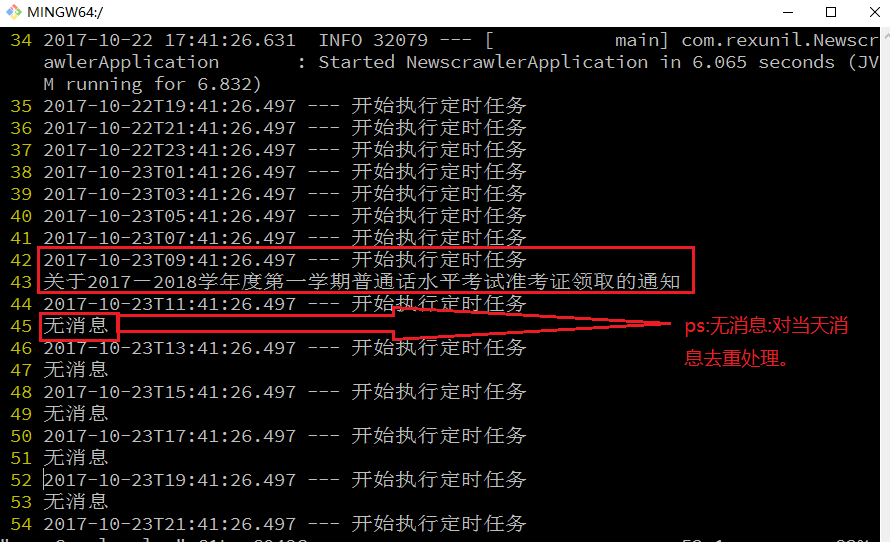 MINGW64:/
34 2017-10-22 17:41:26.631  INFO 32079 --- [           main] com.rexunil.Newscr
awlerApplication       : Started NewscrawlerApplication in 6.065 seconds (JV
M running for 6.832)
35 2017-10-22T19:41:26.497 --- 开始执行定时任务
36 2017-10-22T21:41:26.497 --- 开始执行定时任务
37 2017-10-22T23:41:26.497 --- 开始执行定时任务
38 2017-10-23T01:41:26.497 --- 开始执行定时任务
39 2017-10-23T03:41:26.497 --- 开始执行定时任务
40 2017-10-23T05:41:26.497 --- 开始执行定时任务
41 2017-10-23T07:41:26.497 --- 开始执行定时任务
42 2017-10-23T09:41:26.497 --- 开始执行定时任务
43 关于2017—2018学年度第一学期普通话水平考试准考证领取的通知
44 2017-10-23T11:41:26.497 --- 开始执行定时任务
45 无消息
ps:无消息:对当天消
息去重处理。
46 2017-10-23T13:41:26.497 --- 开始执行定时任务
47 无消息
48 2017-10-23T15:41:26.497 --- 开始执行定时任务
49 无消息
50 2017-10-23T17:41:26.497 --- 开始执行定时任务
51 无消息
52 2017-10-23T19:41:26.497 --- 开始执行定时任务
53 无消息
54 2017-10-23T21:41:26.497 --- 开始执行定时任务